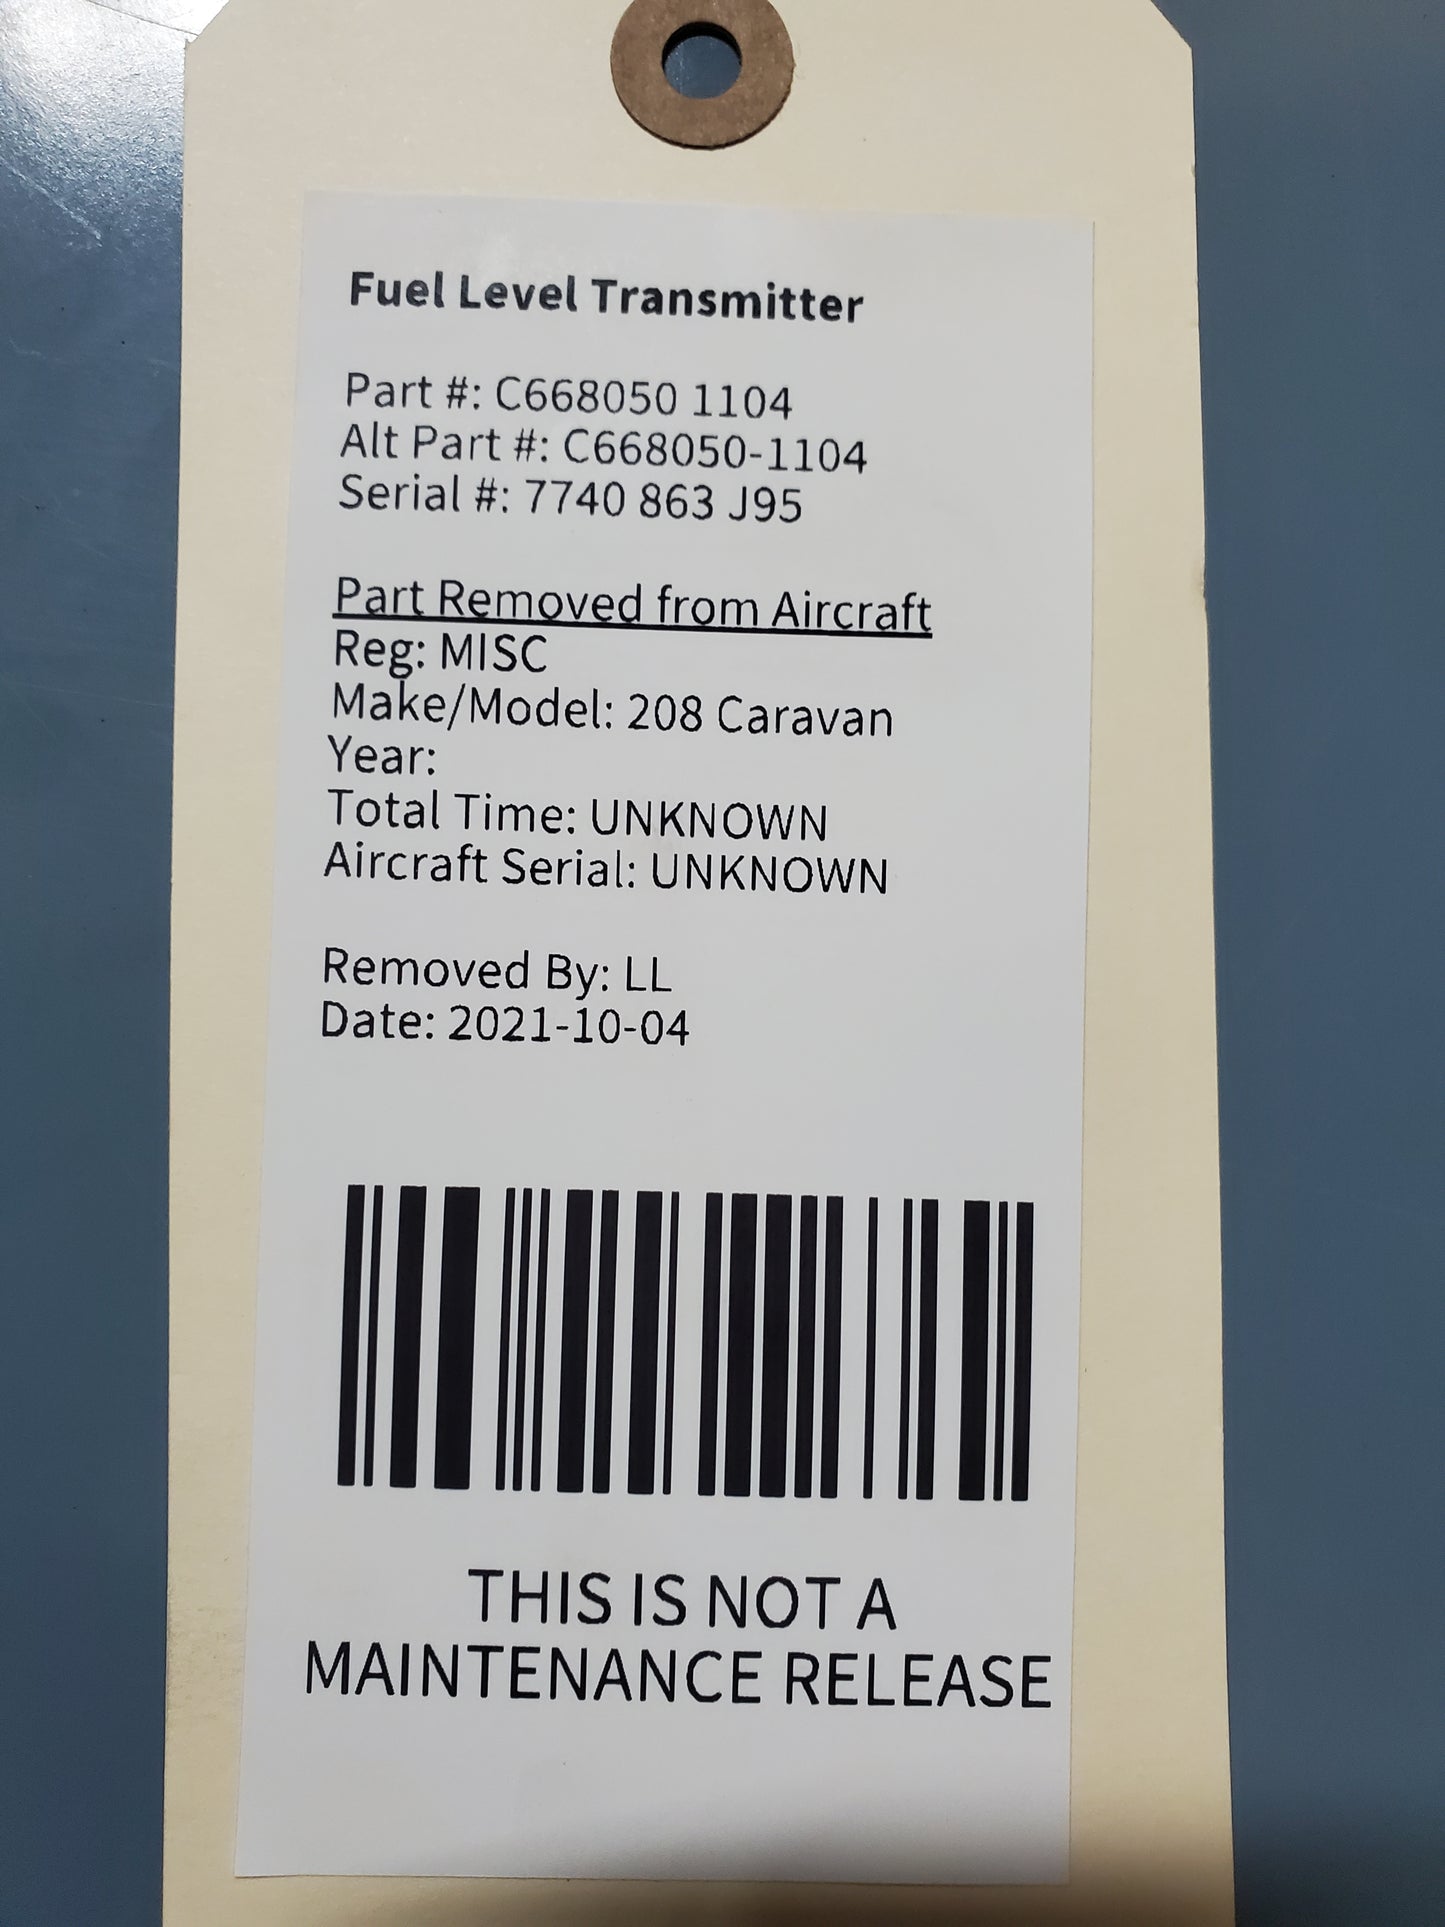 Fuel Level Transmitter
Part #: C668050 1104
Alt Part #: C668050-1104
Serial #: 7740 863 J95
Part Removed from Aircraft
Reg: MISC
Make/Model: 208 Caravan
Year:
Total Time: UNKNOWN
Aircraft Serial: UNKNOWN
Removed By: LL
Date: 2021-10-04
THIS IS NOT A
MAINTENANCE RELEASE